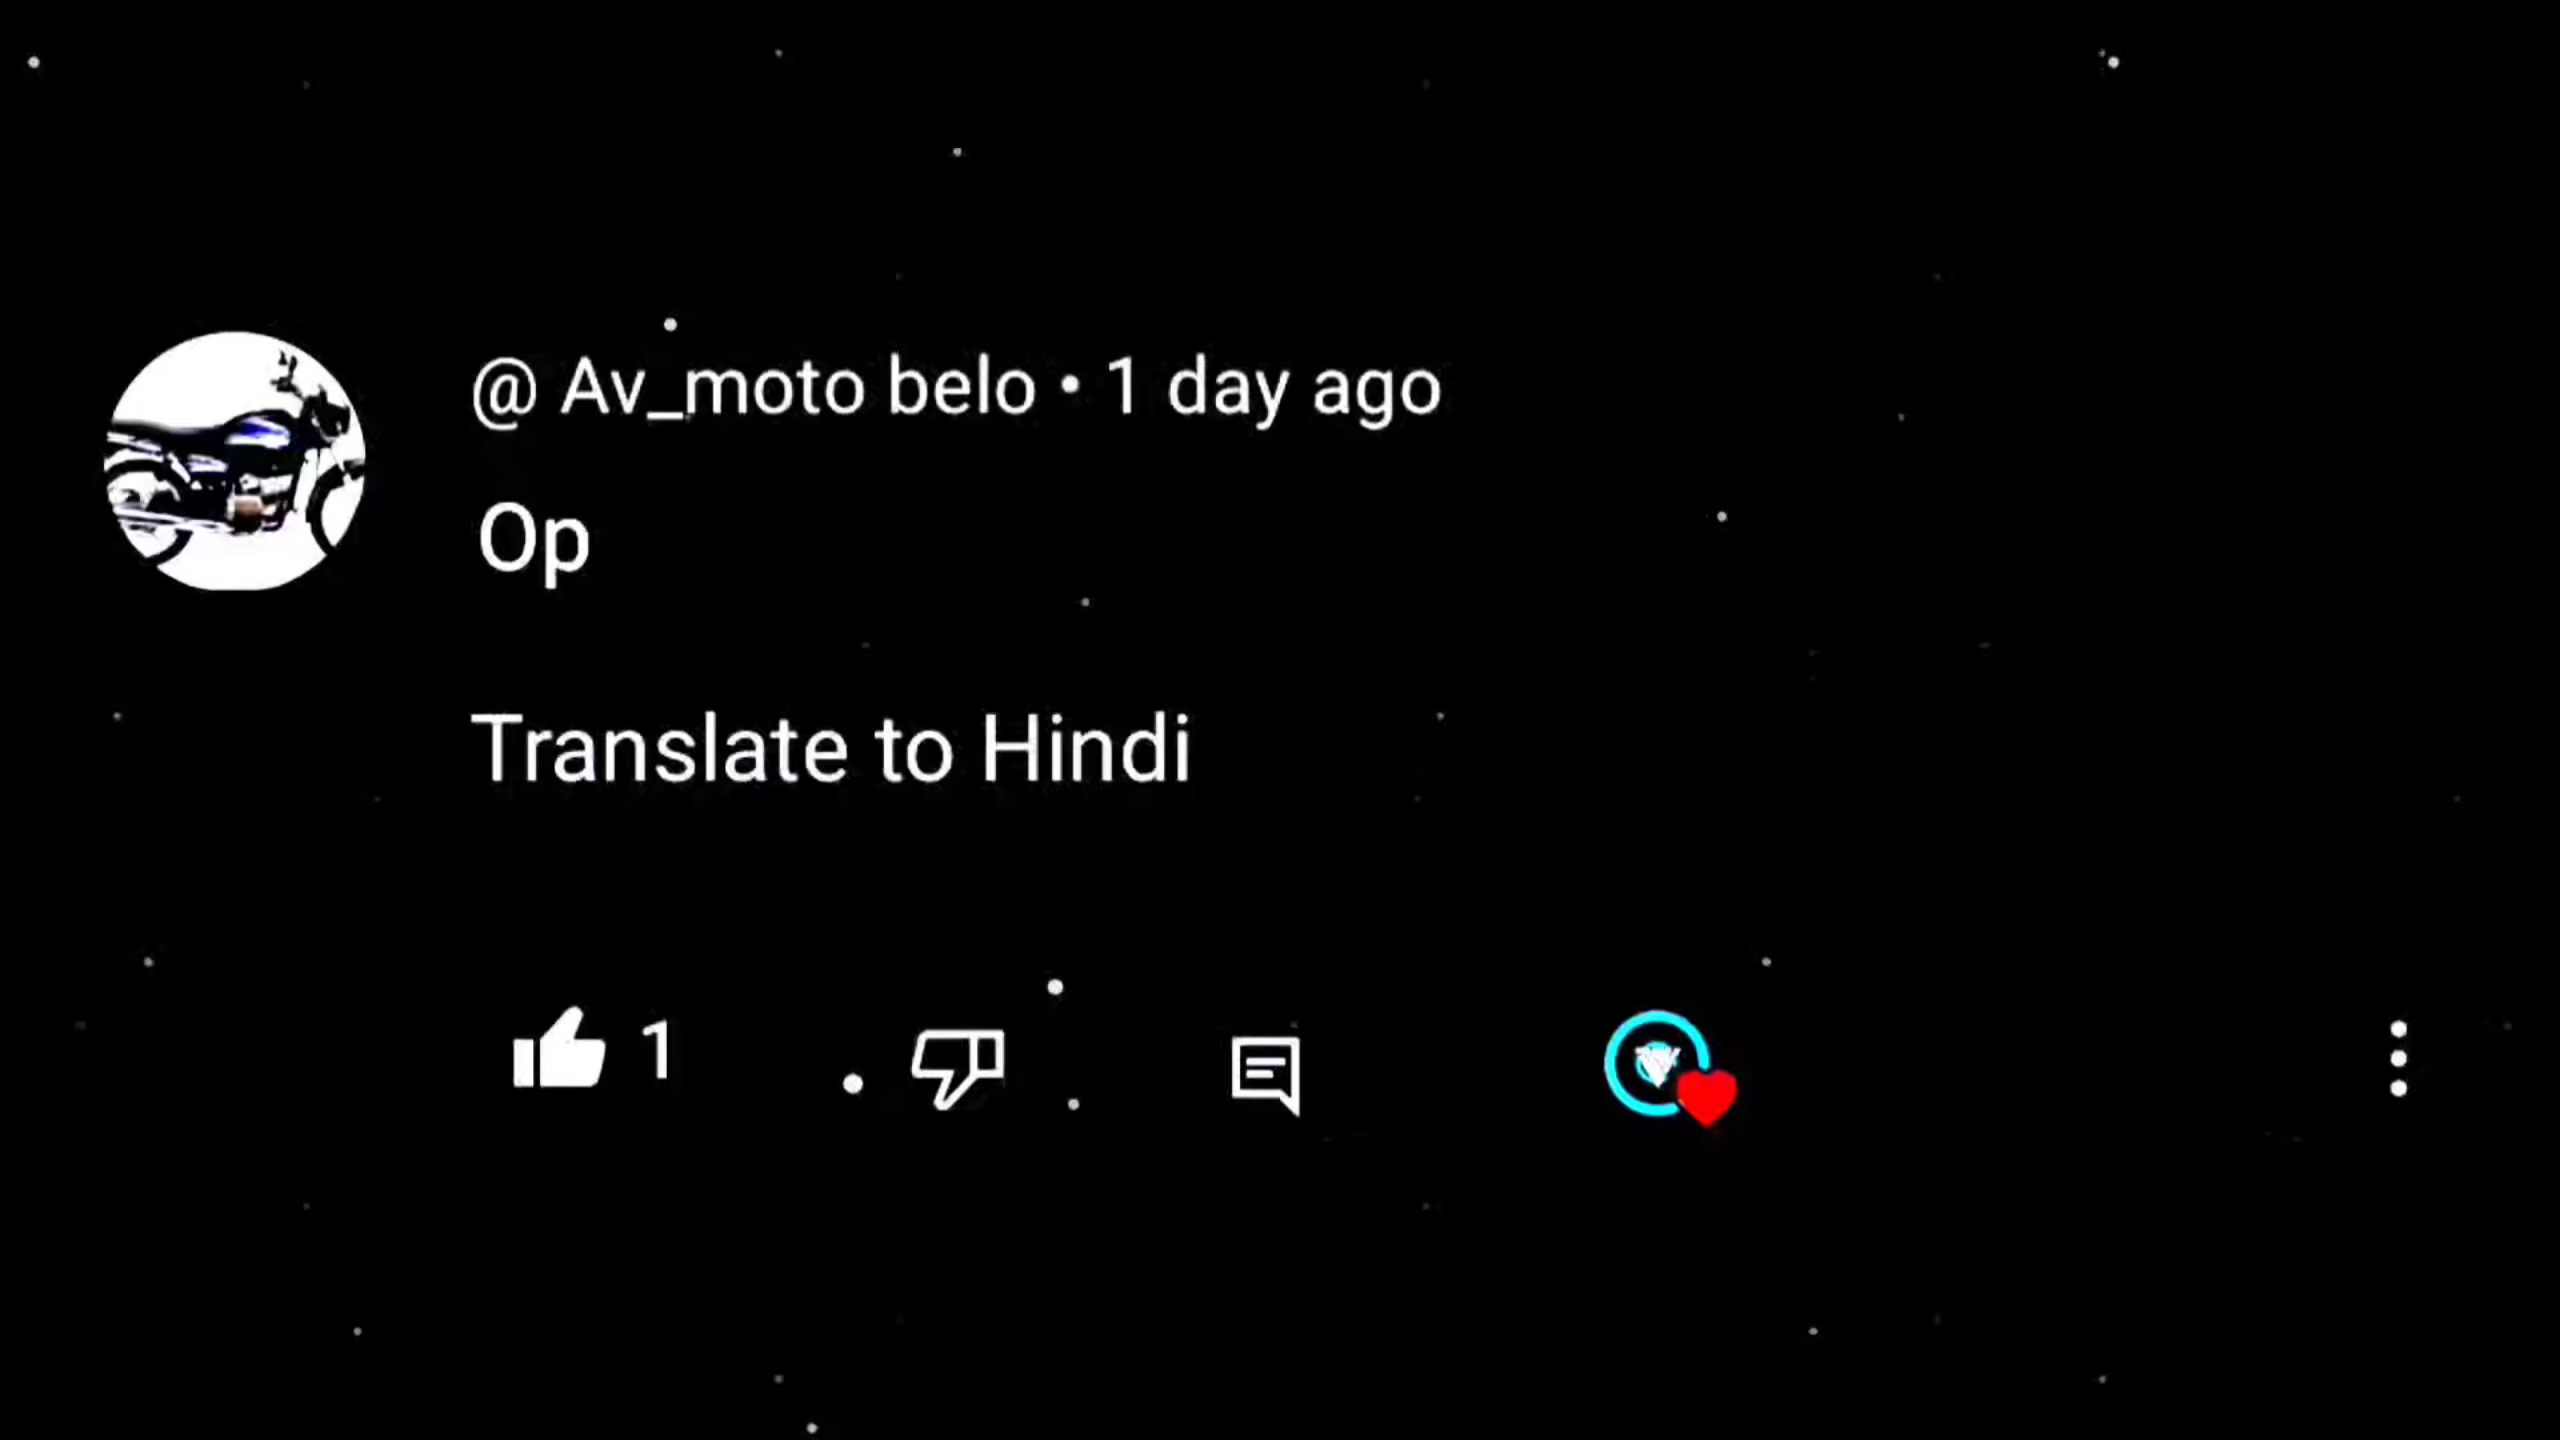 @ Av_moto belo • 1 day ago
Op
Translate to Hindi
1